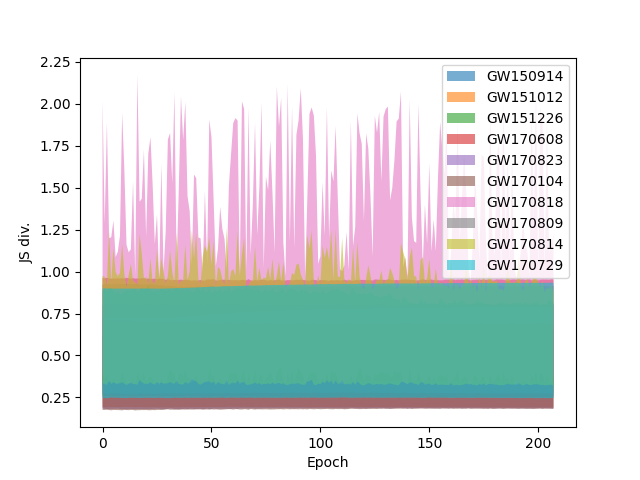 2.25
2.00
1.75
1.50
1.25
1.00
0.75
0.50
0.25
JS div.
0
50
100
150
200
Epoch
GW150914
GW151012
GW151226
GW170608
GW170823
GW170104
GW170818
GW170809
GW170814
GW170729